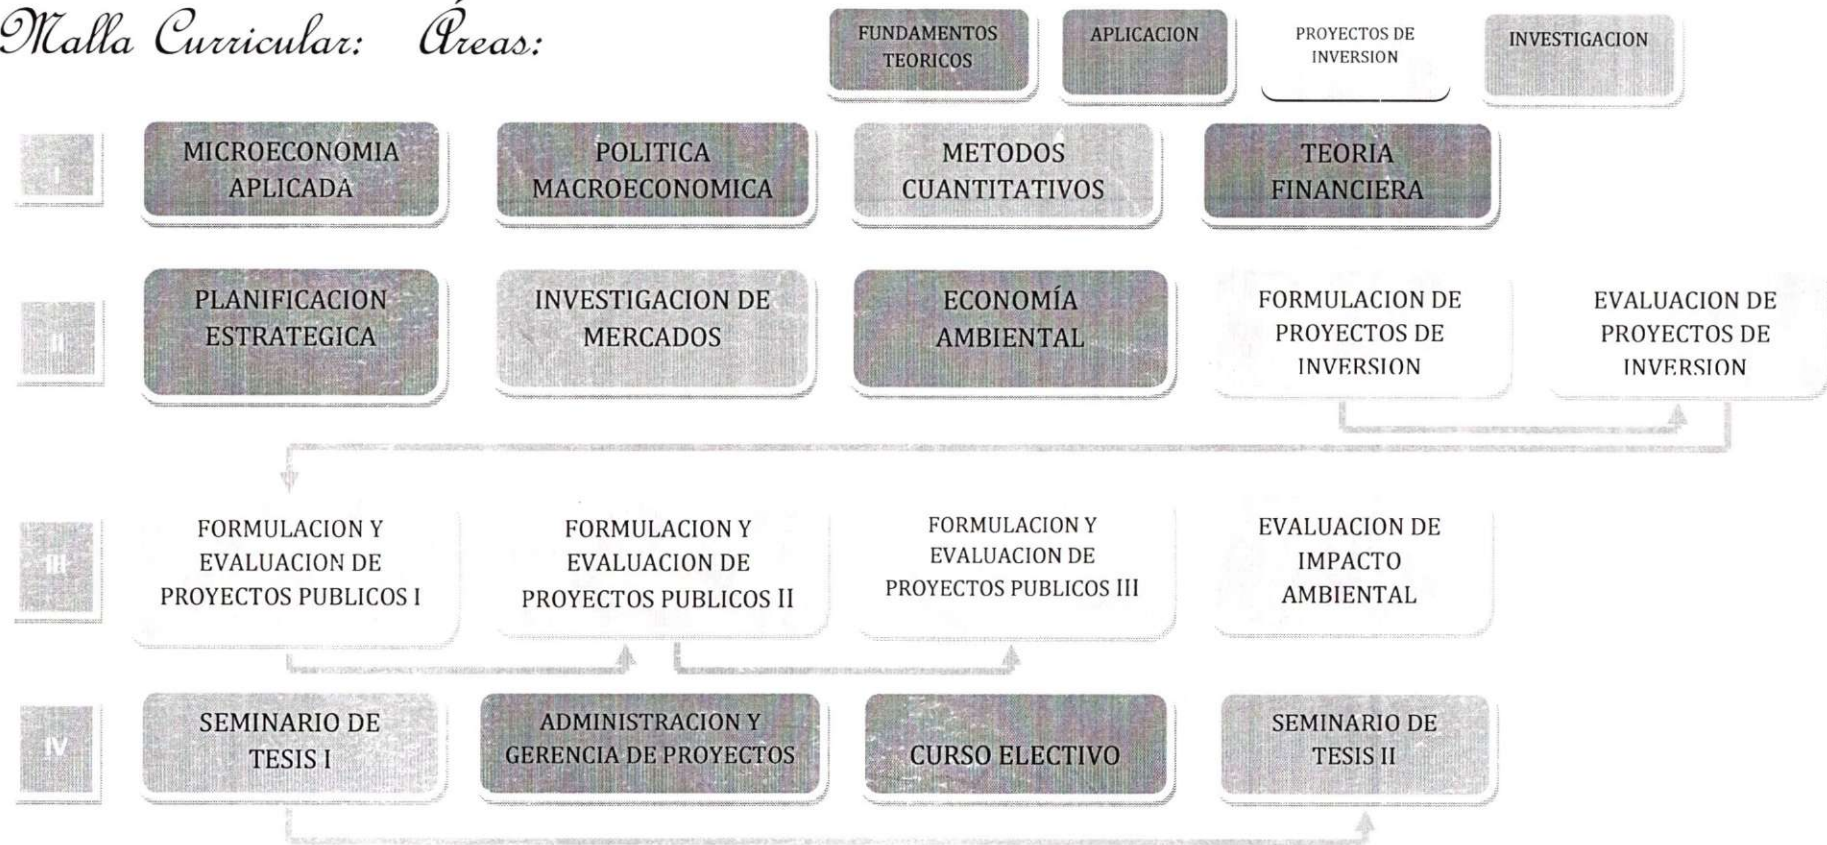 Malla Curricular: Áreas:
FUNDAMENTOS
TEORICOS
APLICACION
PROYECTOS DE
INVERSION
INVESTIGACION
I
MICROECONOMIA
APLICADA
POLITICA
MACROECONOMICA
METODOS
CUANTITATIVOS
TEORIA
FINANCIERA
II
PLANIFICACION
ESTRATEGICA
INVESTIGACION DE
MERCADOS
ECONOMÍA
AMBIENTAL
FORMULACION DE
PROYECTOS DE
INVERSION
EVALUACION DE
PROYECTOS DE
INVERSION
III
FORMULACION Y
EVALUACION DE
PROYECTOS PUBLICOS I
FORMULACION Y
EVALUACION DE
PROYECTOS PUBLICOS II
FORMULACION Y
EVALUACION DE
PROYECTOS PUBLICOS III
EVALUACION DE
IMPACTO
AMBIENTAL
IV
SEMINARIO DE
TESIS I
ADMINISTRACION Y
GERENCIA DE PROYECTOS
CURSO ELECTIVO
SEMINARIO DE
TESIS II